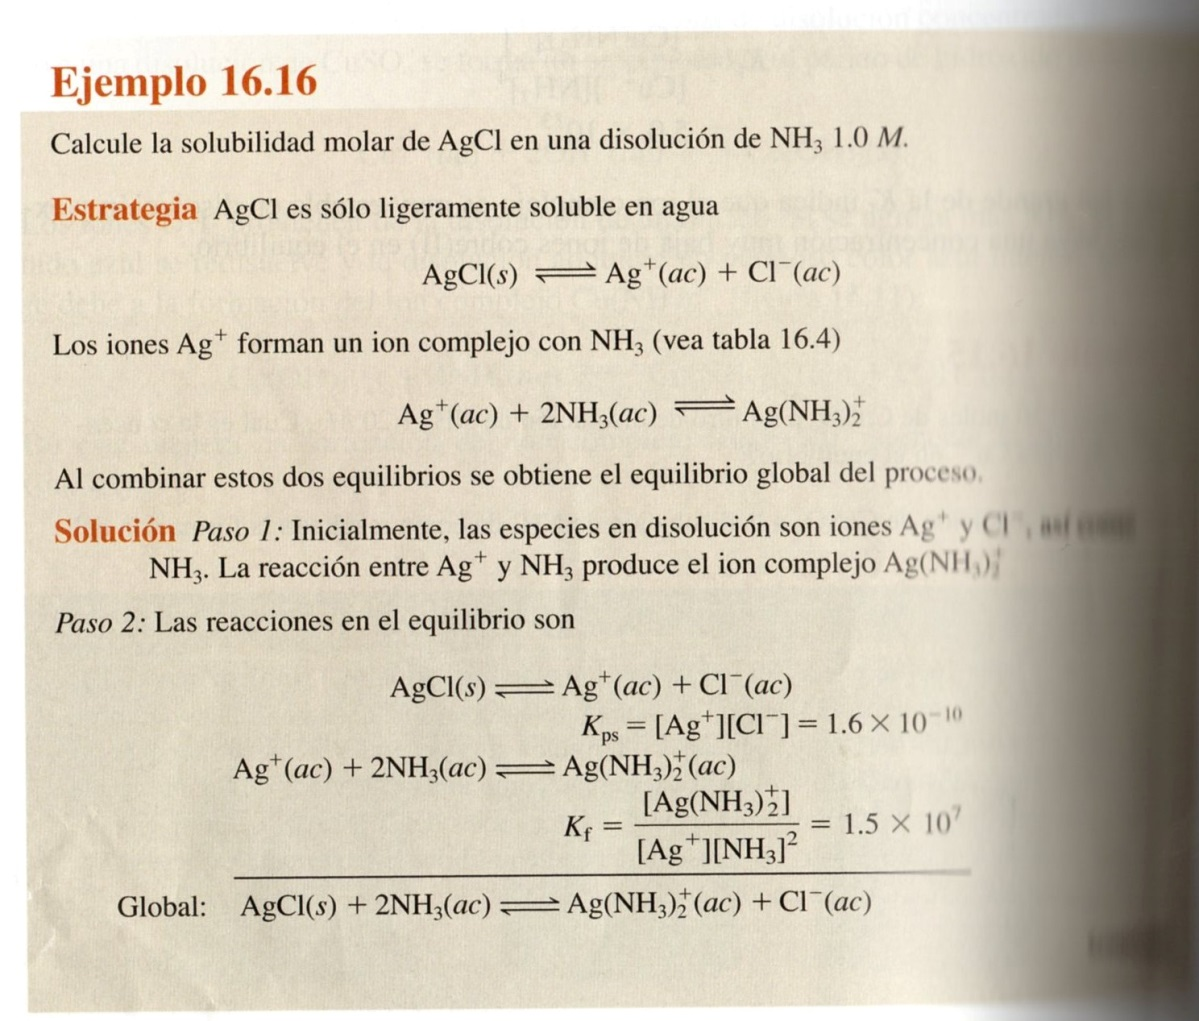 Ejemplo 16.16
Calcule la solubilidad molar de AgCl en una disolución de NH₃ 1.0 M.
Estrategia AgCl es sólo ligeramente soluble en agua
AgCl(s) ⇌ Ag⁺(ac) + Cl⁻(ac)
Los iones Ag⁺ forman un ion complejo con NH₃ (vea tabla 16.4)
Ag⁺(ac) + 2NH₃(ac) ⇌ Ag(NH₃)₂⁺
Al combinar estos dos equilibrios se obtiene el equilibrio global del proceso.
Solución Paso 1: Inicialmente, las especies en disolución son iones Ag⁺ y Cl⁻, así como
NH₃. La reacción entre Ag⁺ y NH₃ produce el ion complejo Ag(NH₃)₂⁺
Paso 2: Las reacciones en el equilibrio son
AgCl(s) ⇌ Ag⁺(ac) + Cl⁻(ac)
Kps = [Ag⁺][Cl⁻] = 1.6 × 10⁻¹⁰
Ag⁺(ac) + 2NH₃(ac) ⇌ Ag(NH₃)₂⁺(ac)
Kf = [Ag(NH₃)₂⁺] / [Ag⁺][NH₃]² = 1.5 × 10⁷
Global: AgCl(s) + 2NH₃(ac) ⇌ Ag(NH₃)₂⁺(ac) + Cl⁻(ac)